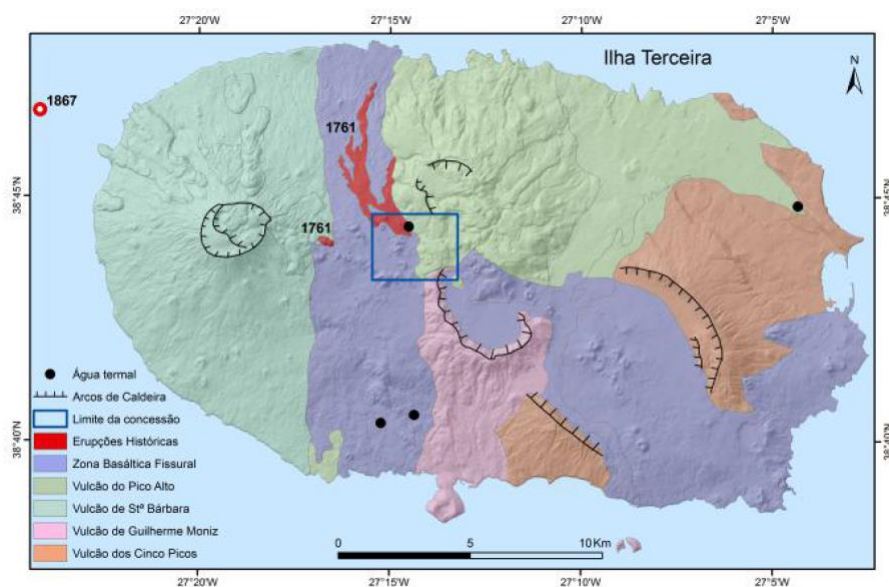 27°20'W 27°15'W 27°10'W 27°5'W
Ilha Terceira
N
1867
1761
38°45'N
38°45'N
1761
Água termal
Arcos de Caldeira
Limite da concessão
Erupções Históricas
Zona Basáltica Fissural
Vulcão do Pico Alto
Vulcão de Stª Bárbara
Vulcão de Guilherme Moniz
Vulcão dos Cinco Picos
38°40'N
38°40'N
0 5 10 Km
27°20'W 27°15'W 27°10'W 27°5'W